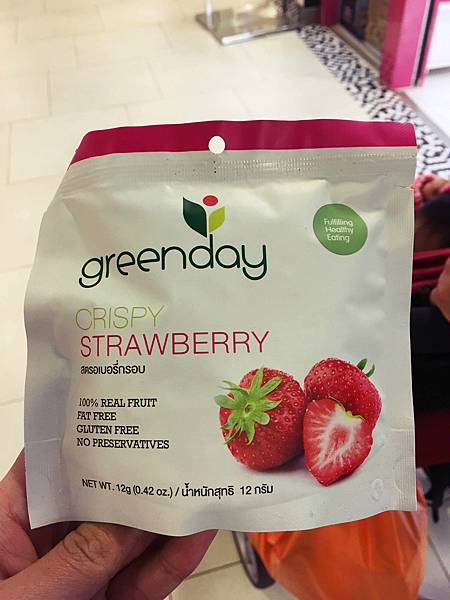 greenday
Fulfilling
Healthy
Eating
CRISPY
STRAWBERRY
สตรอเบอรี่กรอบ
100% REAL FRUIT
FAT FREE
GLUTEN FREE
NO PRESERVATIVES
NET WT. 12g (0.42 oz.) / น้ำหนักสุทธิ 12 กรัม